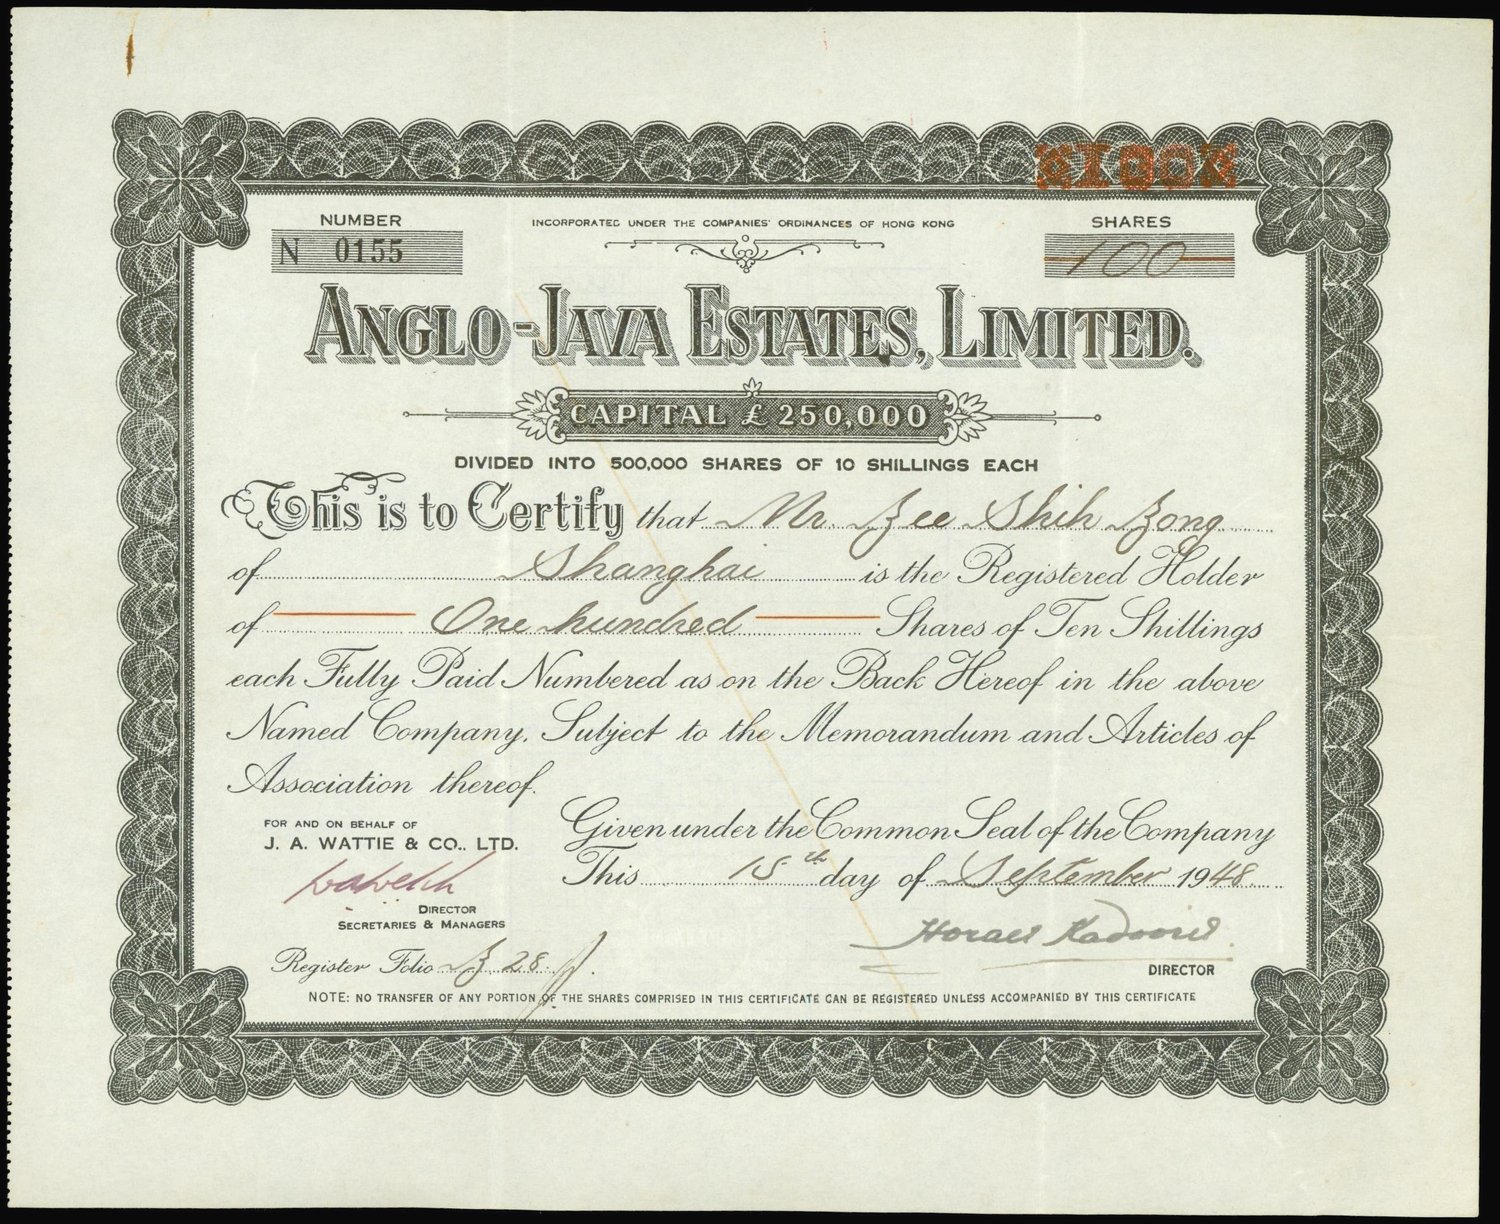 X100X
NUMBER
N 0155
INCORPORATED UNDER THE COMPANIES' ORDINANCES OF HONG KONG
SHARES
100
ANGLO-JAVA ESTATES, LIMITED.
CAPITAL £ 250,000
DIVIDED INTO 500,000 SHARES OF 10 SHILLINGS EACH
This is to Certify that Mr. Zee Shih Zong
of Shanghai is the Registered Holder
of One hundred Shares of Ten Shillings
each Fully Paid Numbered as on the Back Hereof in the above
Named Company, Subject to the Memorandum and Articles of
Association thereof.
FOR AND ON BEHALF OF
J. A. WATTIE & CO., LTD.
DIRECTOR
SECRETARIES & MANAGERS
Given under the Common Seal of the Company
This 15th day of September 1948
Horace Kadoorie
DIRECTOR
Register Folio Z 28
NOTE: NO TRANSFER OF ANY PORTION OF THE SHARES COMPRISED IN THIS CERTIFICATE CAN BE REGISTERED UNLESS ACCOMPANIED BY THIS CERTIFICATE